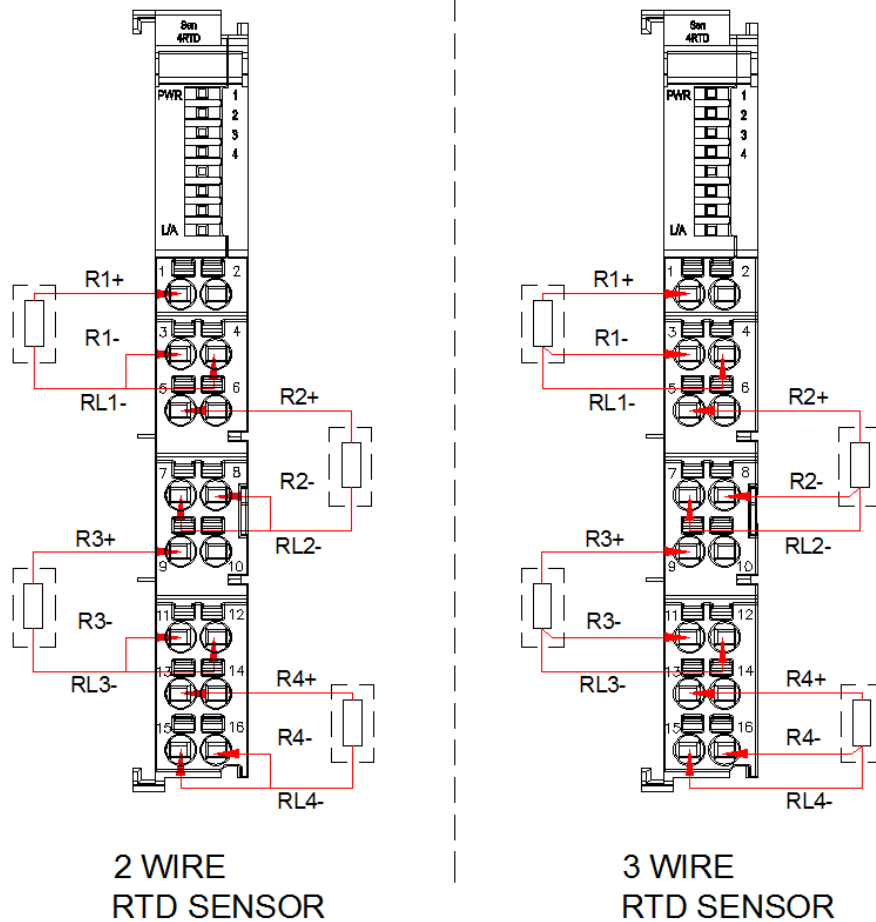 Sen
4RTD
PWR 1
2
3
4
L/A
1 2
R1+
3 4
R1-
RL1-
5 6
R2+
7 8
R2-
RL2-
R3+
9 10
11 12
R3-
RL3-
13 14
R4+
15 16
R4-
RL4-
2 WIRE
RTD SENSOR
Sen
4RTD
PWR 1
2
3
4
L/A
1 2
R1+
3 4
R1-
RL1-
5 6
R2+
7 8
R2-
RL2-
R3+
9 10
11 12
R3-
RL3-
13 14
R4+
15 16
R4-
RL4-
3 WIRE
RTD SENSOR